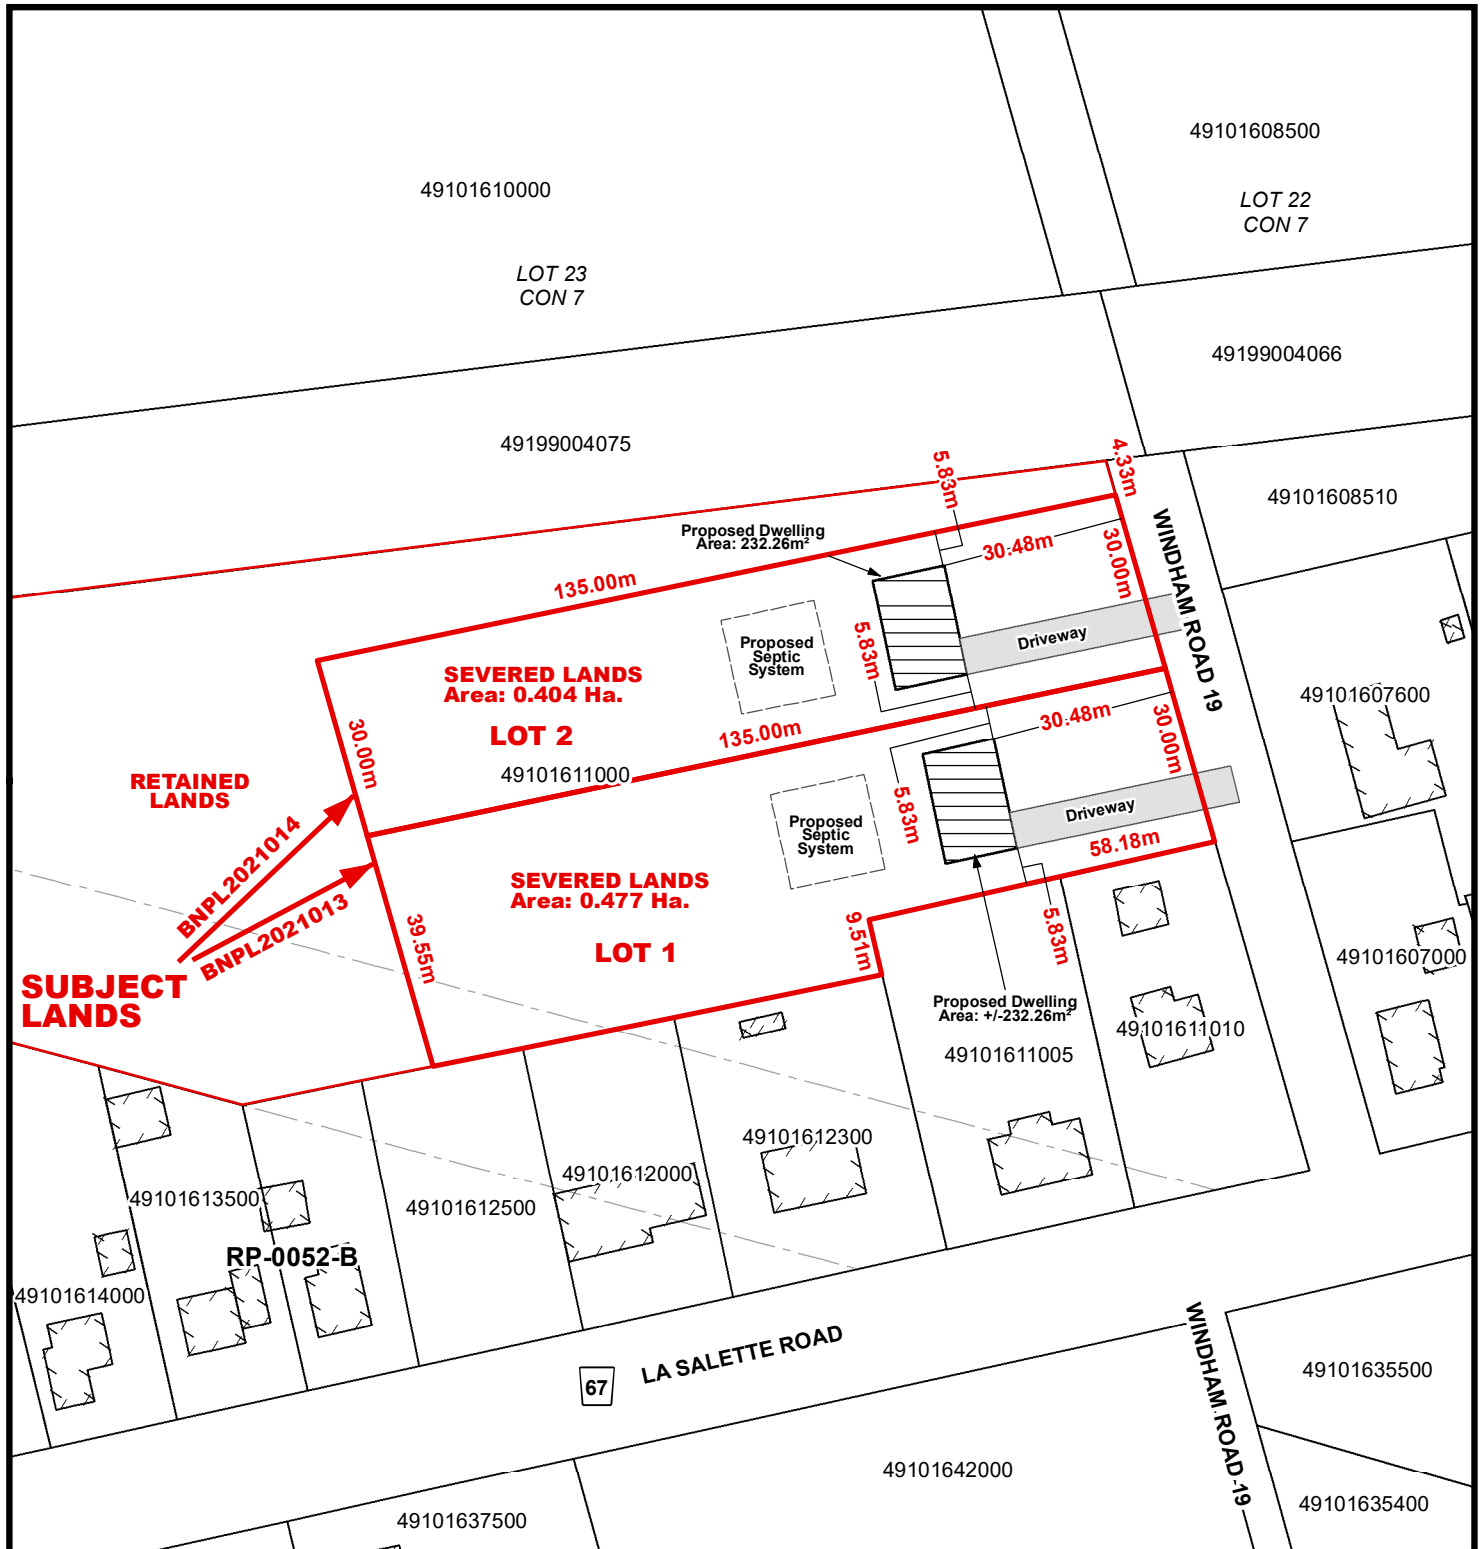 49101608500
49101610000
LOT 22
CON 7
LOT 23
CON 7
49199004066
49199004075
5.83m
4.33m
49101608510
Proposed Dwelling
Area: 232.26m²
30.48m
30.00m
WINDHAM ROAD 19
135.00m
Proposed
Septic
System
5.83m
Driveway
SEVERED LANDS
Area: 0.404 Ha.
LOT 2
30.00m
135.00m
30.48m
30.00m
49101607600
49101611000
RETAINED
LANDS
Proposed
Septic
System
5.83m
Driveway
58.18m
BNPL2021014
BNPL2021013
SEVERED LANDS
Area: 0.477 Ha.
LOT 1
39.55m
9.51m
5.83m
49101607000
SUBJECT
LANDS
Proposed Dwelling
Area: +/-232.26m²
49101611010
49101611005
49101612300
49101612000
49101613500
49101612500
RP-0052-B
49101614000
LA SALETTE ROAD
67
WINDHAM ROAD 19
49101635500
49101642000
49101635400
49101637500